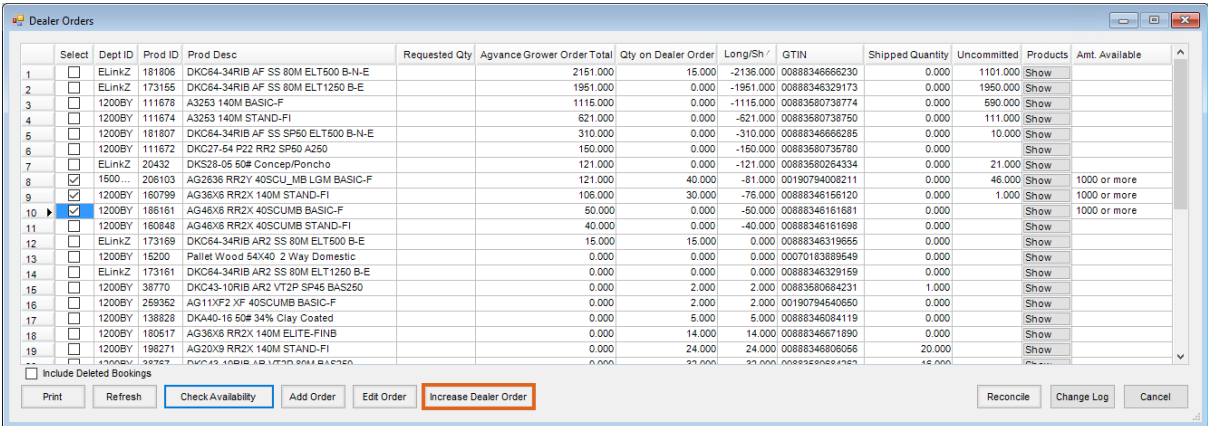 Dealer Orders
Select Dept ID Prod ID Prod Desc Requested Qty Agvance Grower Order Total Qty on Dealer Order Long/Sh GTIN Shipped Quantity Uncommitted Products Amt. Available
1 ELinkZ 181806 DKC64-34RIB AF SS 80M ELT500 B-N-E 2151.000 15.000 -2136.000 00888346666230 0.000 1101.000 Show
2 ELinkZ 173155 DKC64-34RIB AF SS 80M ELT1250 B-E 1951.000 0.000 -1951.000 00888346329173 0.000 1950.000 Show
3 1200BY 111678 A3253 140M BASIC-F 1115.000 0.000 -1115.000 00883580738774 0.000 590.000 Show
4 1200BY 111674 A3253 140M STAND-FI 621.000 0.000 -621.000 00883580738750 0.000 111.000 Show
5 1200BY 181807 DKC64-34RIB AF SS SP50 ELT500 B-N-E 310.000 0.000 -310.000 00888346666285 0.000 10.000 Show
6 1200BY 111672 DKC27-54 P22 RR2 SP50 A250 150.000 0.000 -150.000 00883580735780 0.000 Show
7 ELinkZ 20432 DKS28-05 50# Concep/Poncho 121.000 0.000 -121.000 00883580264334 0.000 21.000 Show
8 1500... 206103 AG2636 RR2Y 40SCU_MB LGM BASIC-F 121.000 40.000 -81.000 00190794008211 0.000 46.000 Show 1000 or more
9 1200BY 160799 AG36X6 RR2X 140M STAND-FI 106.000 30.000 -76.000 00888346156120 0.000 1.000 Show 1000 or more
10 1200BY 186161 AG46X6 RR2X 40SCUMB BASIC-F 50.000 0.000 -50.000 00888346161681 0.000 Show 1000 or more
11 1200BY 160848 AG46X6 RR2X 40SCUMB STAND-FI 40.000 0.000 -40.000 00888346161698 0.000 Show
12 ELinkZ 173169 DKC64-34RIB AR2 SS 80M ELT500 B-E 15.000 15.000 0.000 00888346319655 0.000 Show
13 1200BY 15200 Pallet Wood 54X40 2 Way Domestic 0.000 0.000 0.000 00070183889549 0.000 Show
14 ELinkZ 173161 DKC64-34RIB AR2 SS 80M ELT1250 B-E 0.000 0.000 0.000 00888346329159 0.000 Show
15 1200BY 38770 DKC43-10RIB AR2 VT2P SP45 BAS250 0.000 2.000 2.000 00883580684231 1.000 Show
16 1200BY 259352 AG11XF2 XF 40SCUMB BASIC-F 0.000 2.000 2.000 00190794540650 0.000 Show
17 1200BY 138828 DKA40-16 50# 34% Clay Coated 0.000 5.000 5.000 00888346084119 0.000 Show
18 1200BY 180517 AG36X6 RR2X 140M ELITE-FINB 0.000 14.000 14.000 00888346671890 0.000 Show
19 1200BY 198271 AG20X9 RR2X 140M STAND-FI 0.000 24.000 24.000 00888346806056 20.000 Show
Include Deleted Bookings
Print Refresh Check Availability Add Order Edit Order Increase Dealer Order Reconcile Change Log Cancel